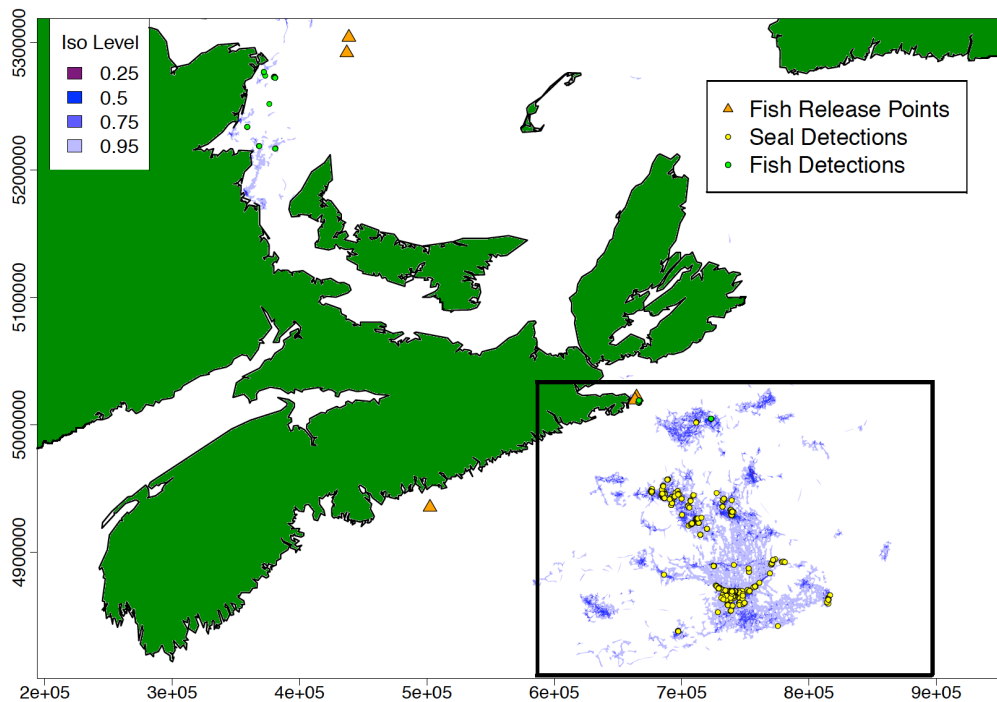 Iso Level
0.25
0.5
0.75
0.95
Fish Release Points
Seal Detections
Fish Detections
5300000
5200000
5100000
5000000
4900000
2e+05 3e+05 4e+05 5e+05 6e+05 7e+05 8e+05 9e+05